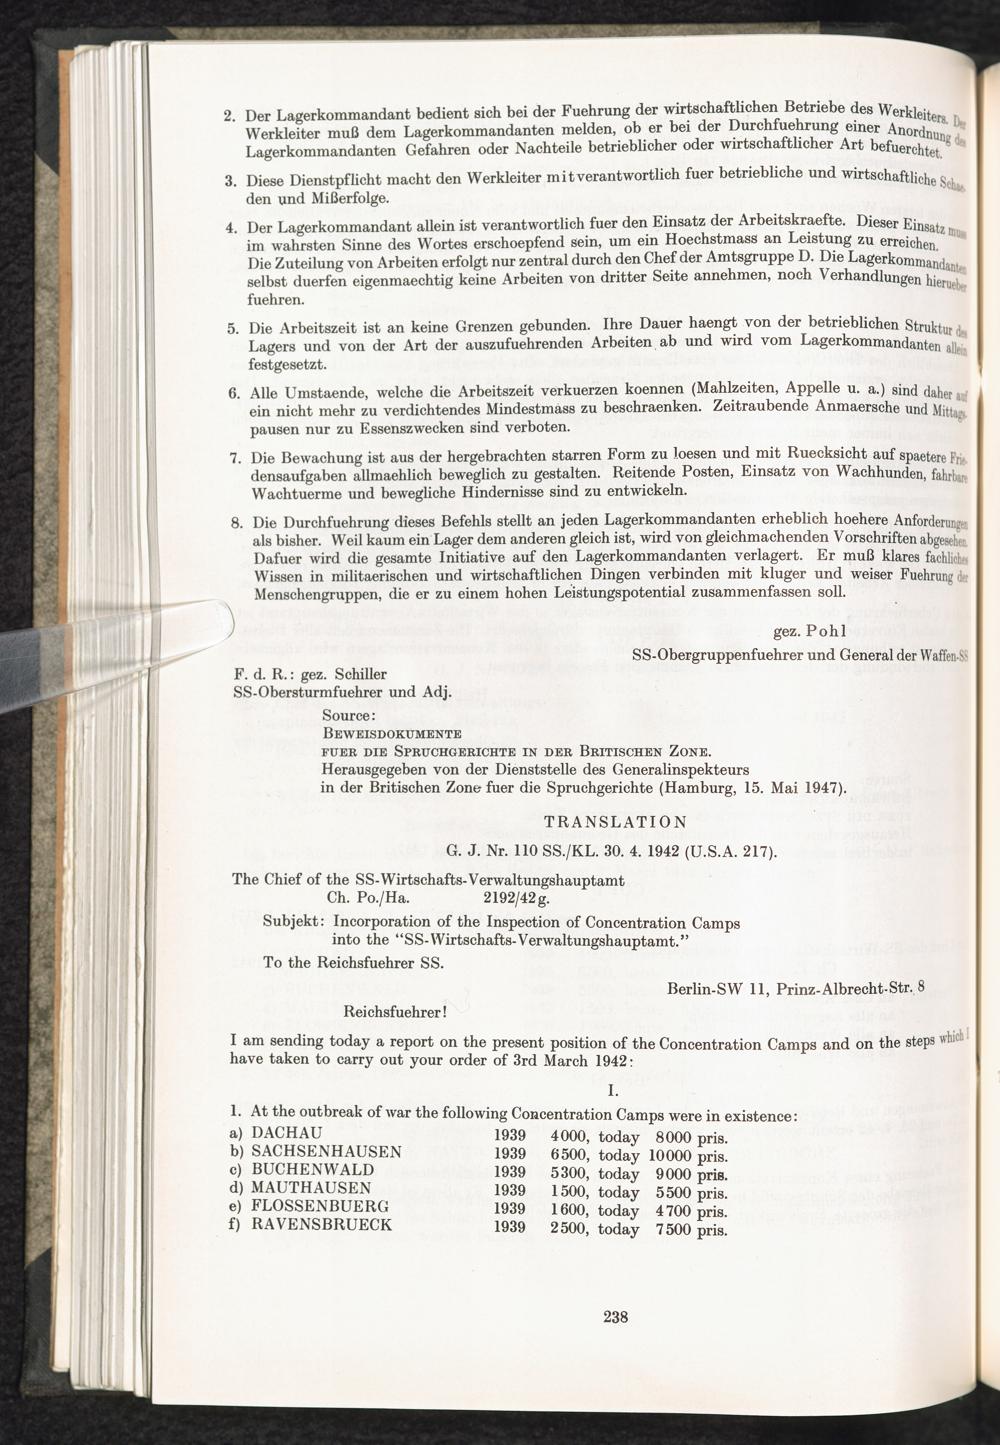 2. Der Lagerkommandant bedient sich bei der Fuehrung der wirtschaftlichen Betriebe des Werkleiters. Der
Werkleiter muß dem Lagerkommandanten melden, ob er bei der Durchfuehrung einer Anordnung des
Lagerkommandanten Gefahren oder Nachteile betrieblicher oder wirtschaftlicher Art befuerchtet.
3. Diese Dienstpflicht macht den Werkleiter mitverantwortlich fuer betriebliche und wirtschaftliche Schae-
den und Mißerfolge.
4. Der Lagerkommandant allein ist verantwortlich fuer den Einsatz der Arbeitskraefte. Dieser Einsatz muss
im wahrsten Sinne des Wortes erschoepfend sein, um ein Hoechstmass an Leistung zu erreichen.
Die Zuteilung von Arbeiten erfolgt nur zentral durch den Chef der Amtsgruppe D. Die Lagerkommandanten
selbst duerfen eigenmaechtig keine Arbeiten von dritter Seite annehmen, noch Verhandlungen hierueber
fuehren.
5. Die Arbeitszeit ist an keine Grenzen gebunden. Ihre Dauer haengt von der betrieblichen Struktur des
Lagers und von der Art der auszufuehrenden Arbeiten ab und wird vom Lagerkommandanten allein
festgesetzt.
6. Alle Umstaende, welche die Arbeitszeit verkuerzen koennen (Mahlzeiten, Appelle u. a.) sind daher auf
ein nicht mehr zu verdichtendes Mindestmass zu beschraenken. Zeitraubende Anmaersche und Mittags-
pausen nur zu Essenszwecken sind verboten.
7. Die Bewachung ist aus der hergebrachten starren Form zu loesen und mit Ruecksicht auf spaetere Frie-
densaufgaben allmaehlich beweglich zu gestalten. Reitende Posten, Einsatz von Wachhunden, fahrbare
Wachtuerme und bewegliche Hindernisse sind zu entwickeln.
8. Die Durchfuehrung dieses Befehls stellt an jeden Lagerkommandanten erheblich hoehere Anforderungen
als bisher. Weil kaum ein Lager dem anderen gleich ist, wird von gleichmachenden Vorschriften abgesehen.
Dafuer wird die gesamte Initiative auf den Lagerkommandanten verlagert. Er muß klares fachliches
Wissen in militaerischen und wirtschaftlichen Dingen verbinden mit kluger und weiser Fuehrung der
Menschengruppen, die er zu einem hohen Leistungspotential zusammenfassen soll.
gez. Pohl
SS-Obergruppenfuehrer und General der Waffen-SS
F. d. R.: gez. Schiller
SS-Obersturmfuehrer und Adj.
Source:
BEWEISDOKUMENTE
FUER DIE SPRUCHGERICHTE IN DER BRITISCHEN ZONE.
Herausgegeben von der Dienststelle des Generalinspekteurs
in der Britischen Zone fuer die Spruchgerichte (Hamburg, 15. Mai 1947).
TRANSLATION
G. J. Nr. 110 SS./KL. 30. 4. 1942 (U.S.A. 217).
The Chief of the SS-Wirtschafts-Verwaltungshauptamt
Ch. Po./Ha. 2192/42g.
Subjekt: Incorporation of the Inspection of Concentration Camps
into the “SS-Wirtschafts-Verwaltungshauptamt.”
To the Reichsfuehrer SS.
Berlin-SW 11, Prinz-Albrecht-Str. 8
Reichsfuehrer!
I am sending today a report on the present position of the Concentration Camps and on the steps which I
have taken to carry out your order of 3rd March 1942:
I.
1. At the outbreak of war the following Concentration Camps were in existence:
a) DACHAU 1939 4000, today 8000 pris.
b) SACHSENHAUSEN 1939 6500, today 10000 pris.
c) BUCHENWALD 1939 5300, today 9000 pris.
d) MAUTHAUSEN 1939 1500, today 5500 pris.
e) FLOSSENBUERG 1939 1600, today 4700 pris.
f) RAVENSBRUECK 1939 2500, today 7500 pris.
238